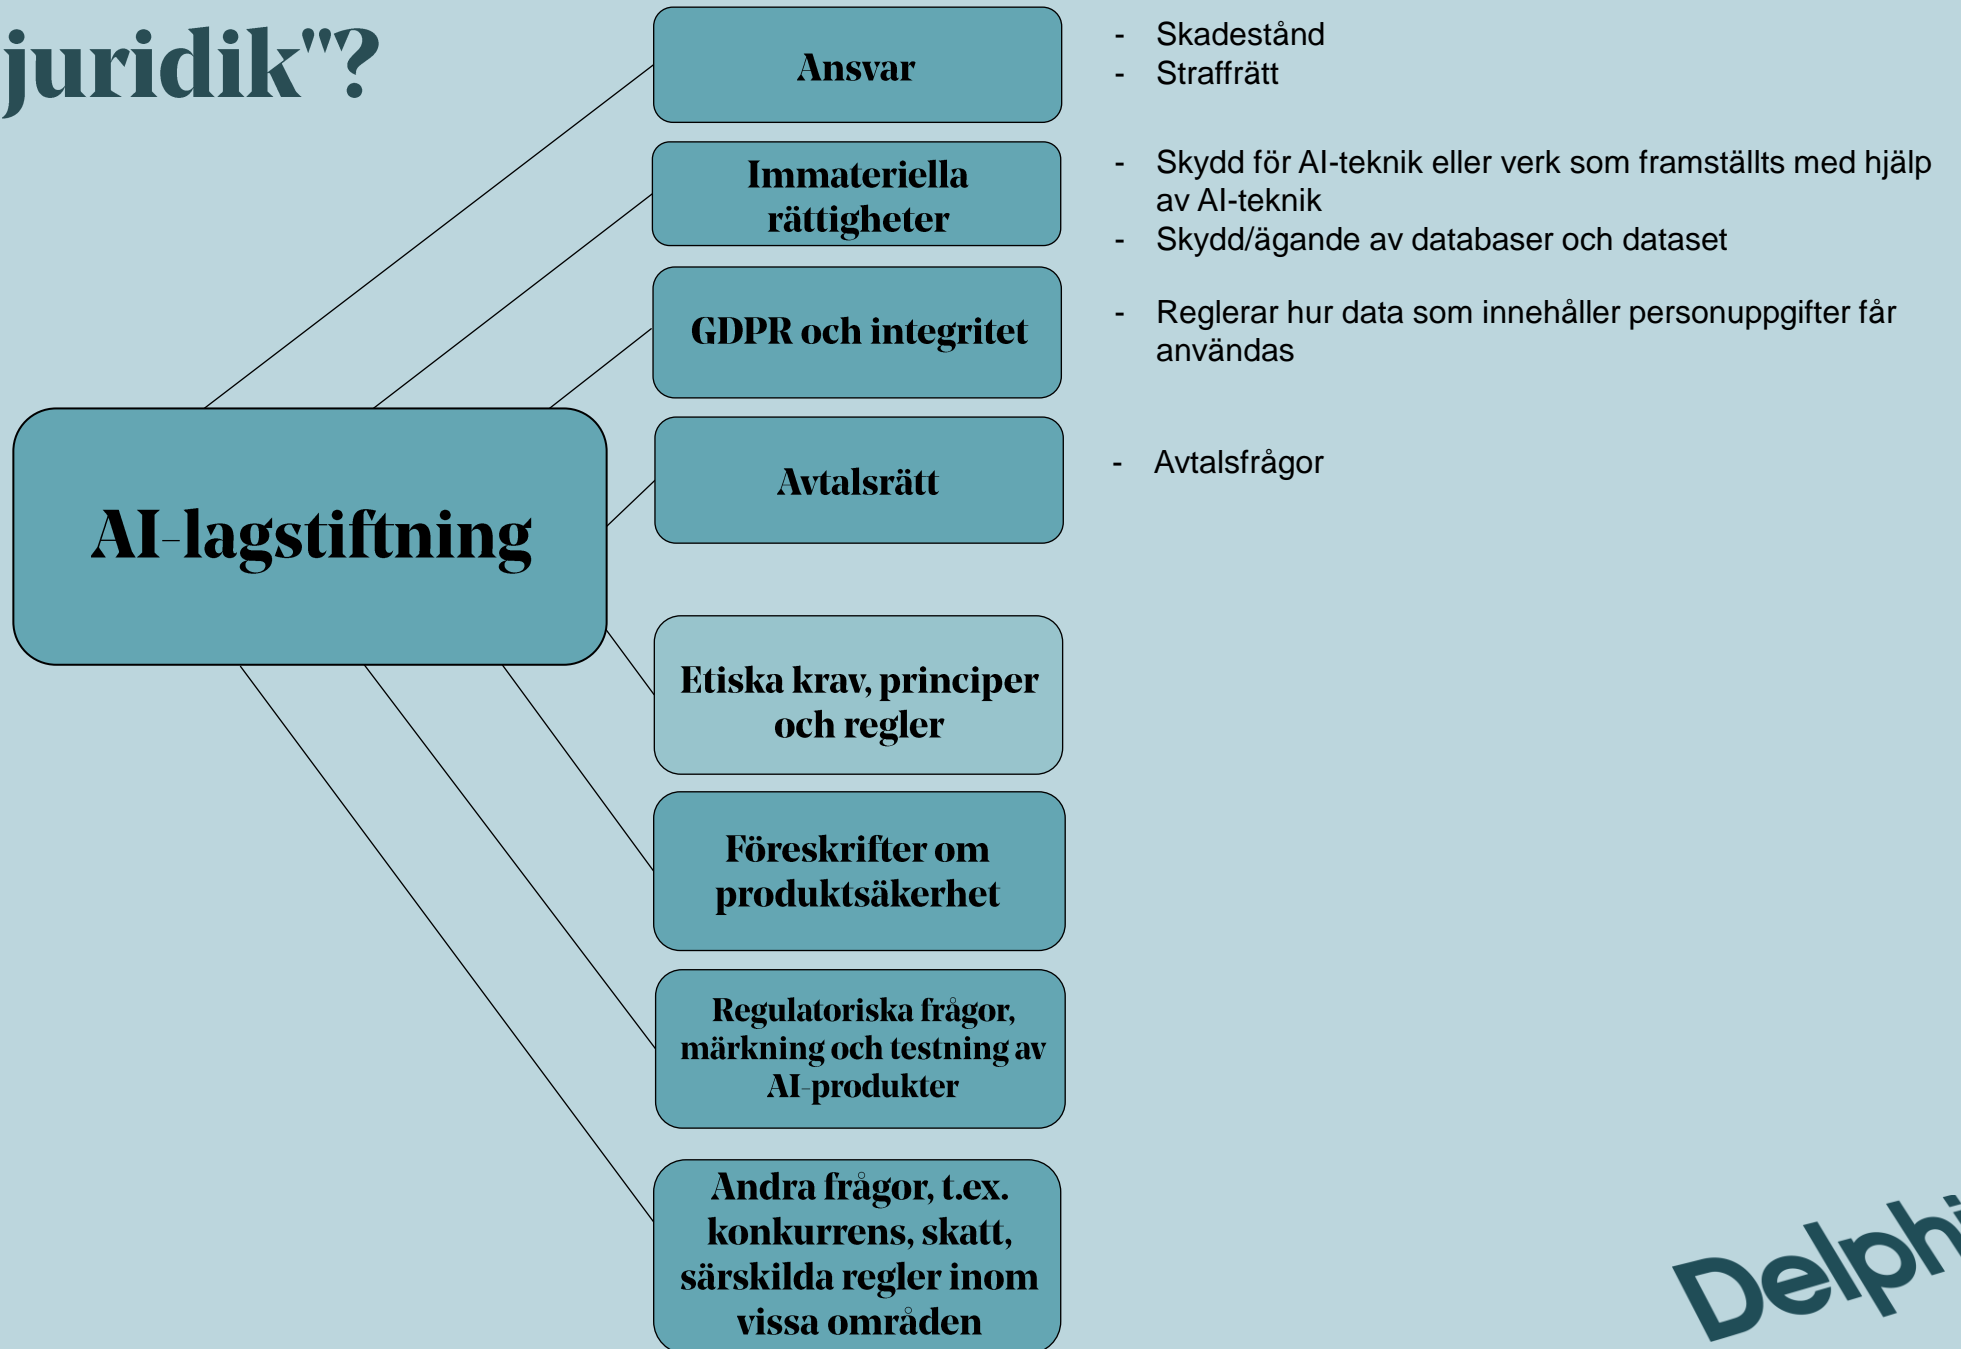 juridik"?
Ansvar
- Skadestånd
- Straffrätt
Immateriella
rättigheter
- Skydd för AI-teknik eller verk som framställts med hjälp
av AI-teknik
- Skydd/ägande av databaser och dataset
GDPR och integritet
- Reglerar hur data som innehåller personuppgifter får
användas
Avtalsrätt
- Avtalsfrågor
AI-lagstiftning
Etiska krav, principer
och regler
Föreskrifter om
produktsäkerhet
Regulatoriska frågor,
märkning och testning av
AI-produkter
Andra frågor, t.ex.
konkurrens, skatt,
särskilda regler inom
vissa områden
Delphi